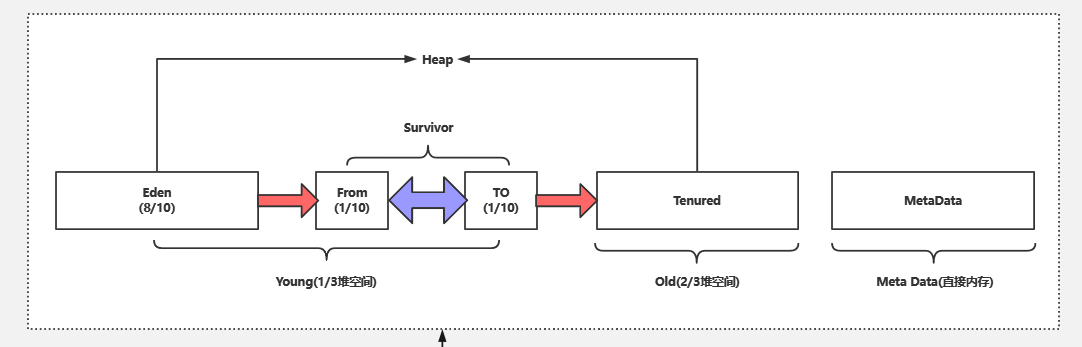 Heap
Survivor
Eden
(8/10)
From
(1/10)
TO
(1/10)
Tenured
MetaData
Young(1/3堆空间)
Old(2/3堆空间)
Meta Data(直接内存)